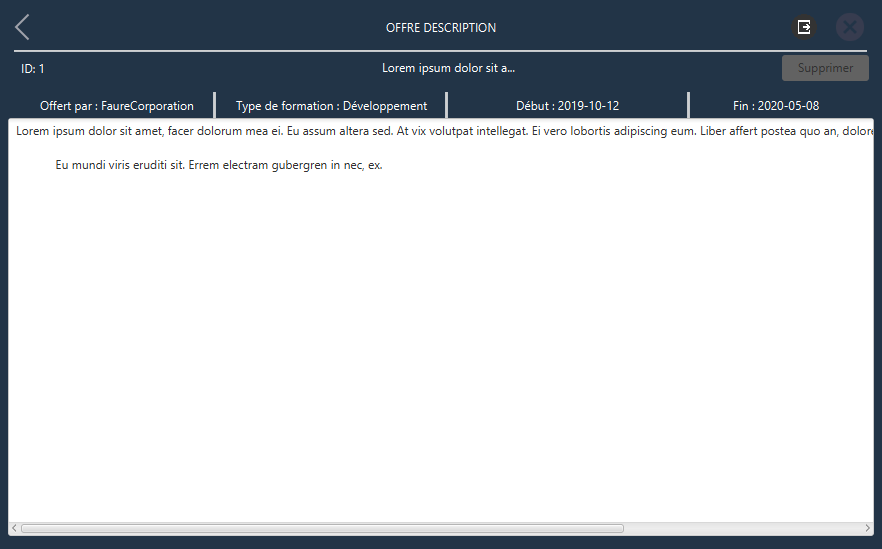 OFFRE DESCRIPTION
ID: 1
Lorem ipsum dolor sit a...
Supprimer
Offert par : FaureCorporation
Type de formation : Développement
Début : 2019-10-12
Fin : 2020-05-08
Lorem ipsum dolor sit amet, facer dolorum mea ei. Eu assum altera sed. At vix volutpat intellegat. Ei vero lobortis adipiscing eum. Liber affert postea quo an, dolore
Eu mundi viris eruditi sit. Errem electram gubergren in nec, ex.